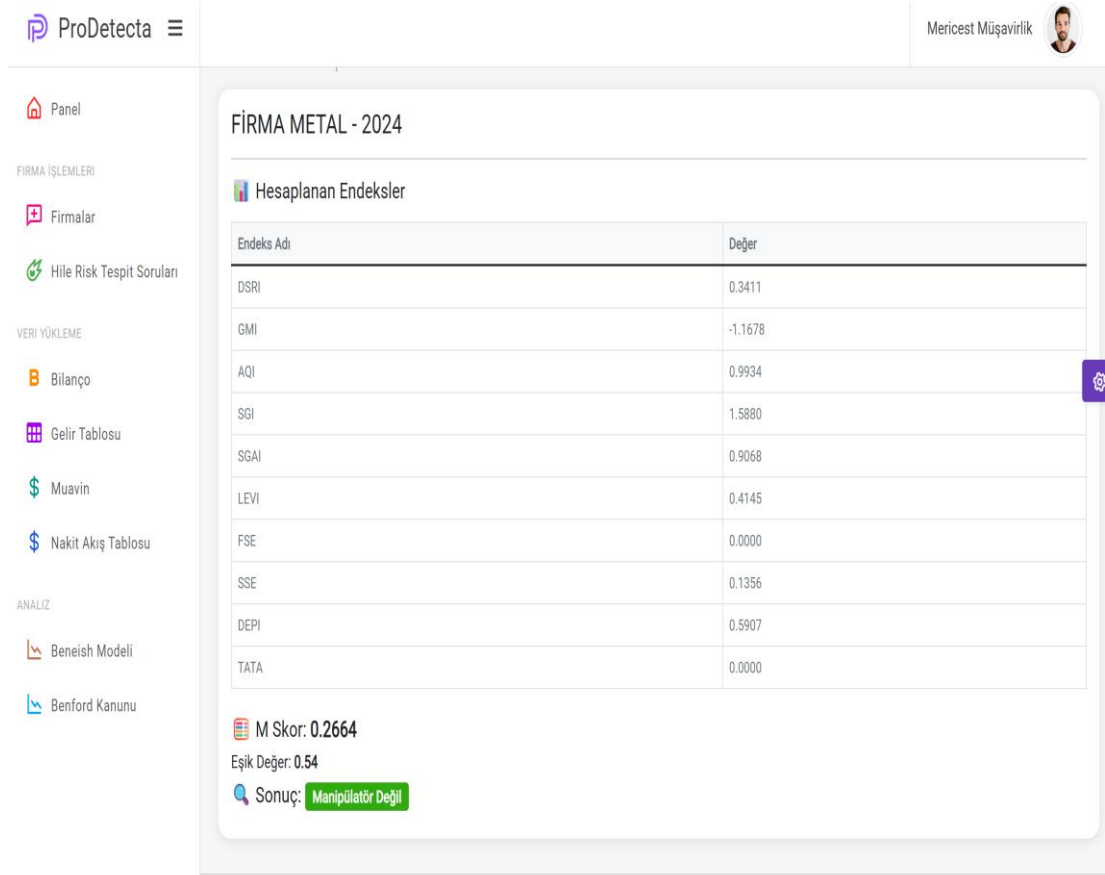 ProDetecta
Mericest Müşavirlik
Panel
FIRMA İŞLEMLERI
Firmalar
Hile Risk Tespit Soruları
VERI YÜKLEME
Bilanço
Gelir Tablosu
Muavin
Nakit Akış Tablosu
ANALIZ
Beneish Modeli
Benford Kanunu
FİRMA METAL - 2024
Hesaplanan Endeksler
Endeks Adı Değer
DSRI 0.3411
GMI -1.1678
AQI 0.9934
SGI 1.5880
SGAI 0.9068
LEVI 0.4145
FSE 0.0000
SSE 0.1356
DEPI 0.5907
TATA 0.0000
M Skor: 0.2664
Eşik Değer: 0.54
Sonuç: Manipülatör Değil